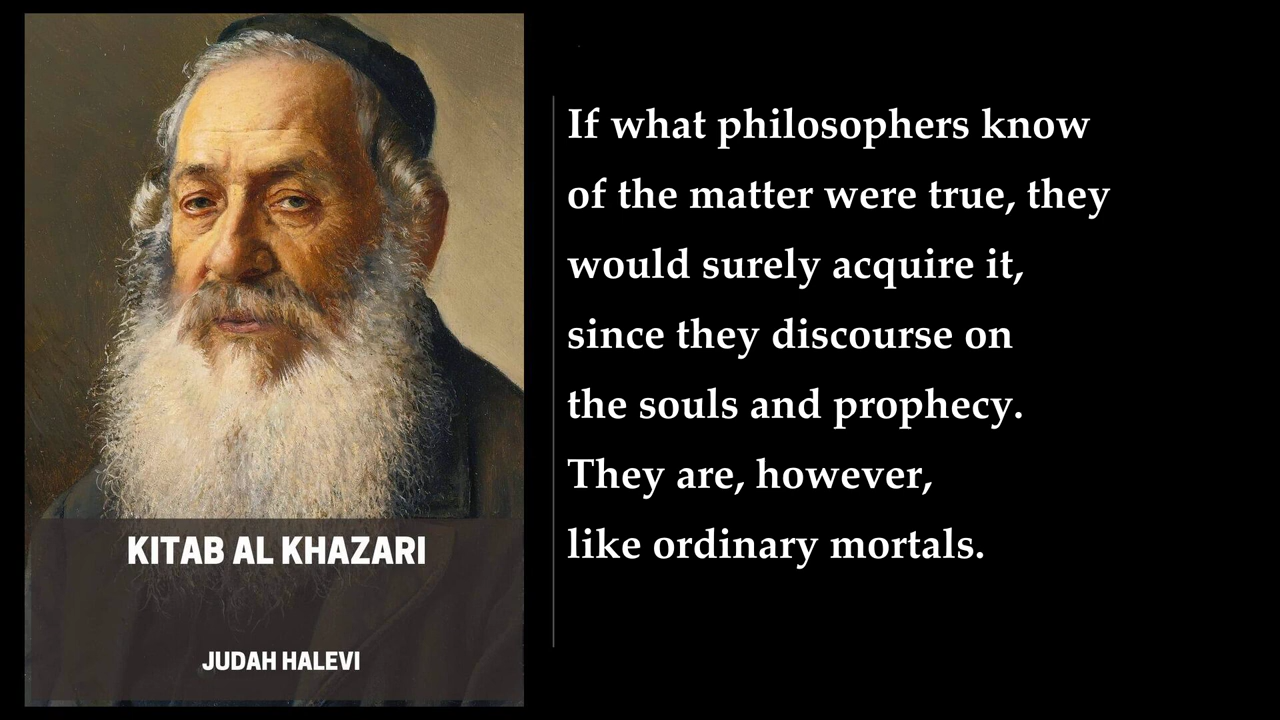 KITAB AL KHAZARI
JUDAH HALEVI
If what philosophers know
of the matter were true, they
would surely acquire it,
since they discourse on
the souls and prophecy.
They are, however,
like ordinary mortals.